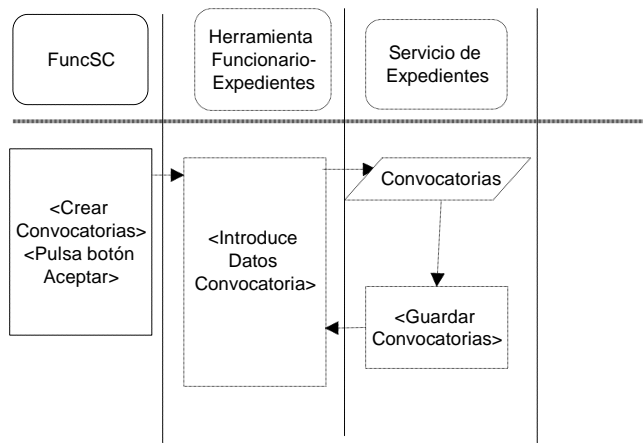 FuncSC
Herramienta
Funcionario-
Expedientes
Servicio de
Expedientes
<Crear
Convocatorias>
<Pulsa botón
Aceptar>
<Introduce
Datos
Convocatoria>
Convocatorias
<Guardar
Convocatorias>